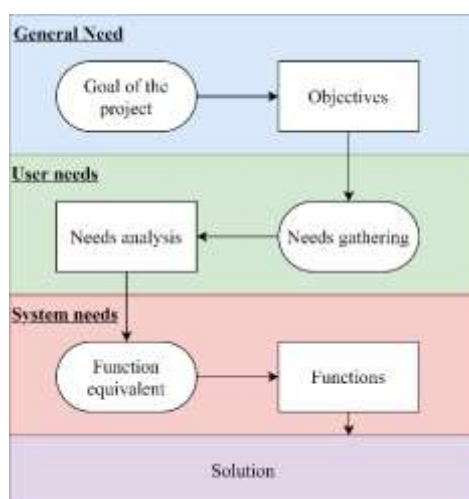 General Need
Goal of the
project
Objectives
User needs
Needs analysis
Needs gathering
System needs
Function
equivalent
Functions
Solution